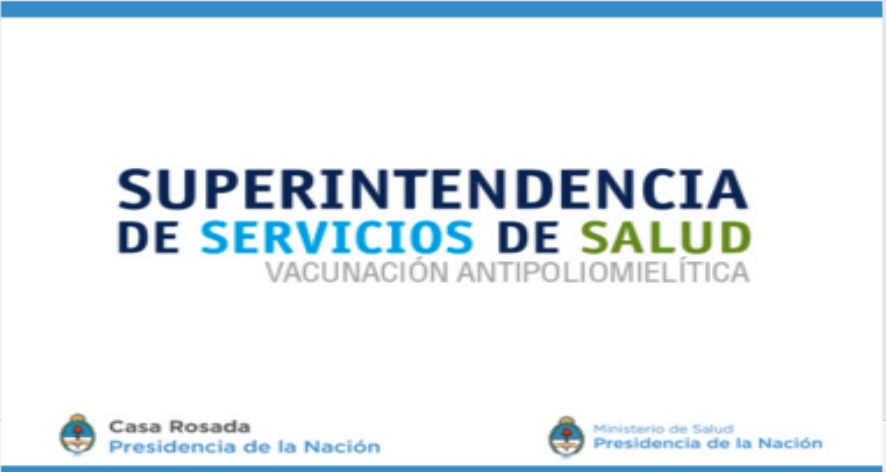 SUPERINTENDENCIA
DE SERVICIOS DE SALUD
VACUNACIÓN ANTIPOLIOMIELÍTICA
Casa Rosada
Presidencia de la Nación
Ministerio de Salud
Presidencia de la Nación